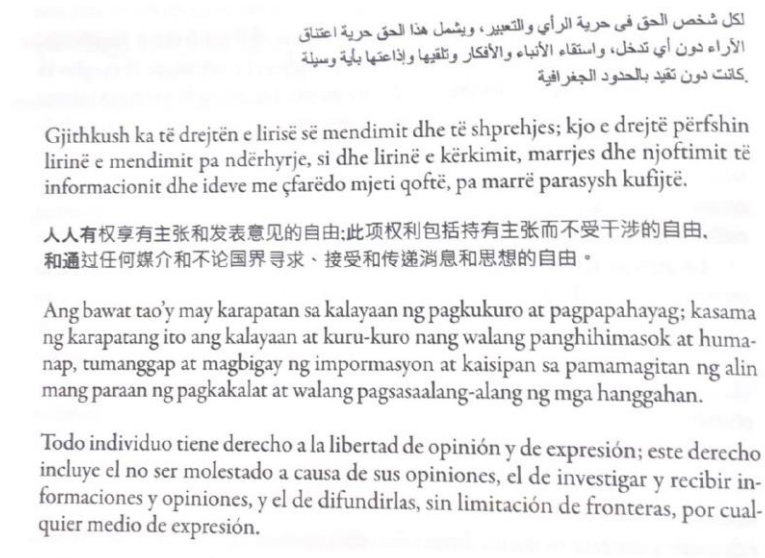 لكل شخص الحق فى حرية الرأي والتعبير، ويشمل هذا الحق حرية اعتناق
الآراء دون أي تدخل، واستقاء الأنباء والأفكار وتلقيها وإذاعتها بأية وسيلة
كانت دون تقيد بالحدود الجغرافية.
Gjithkush ka të drejtën e lirisë së mendimit dhe të shprehjes; kjo e drejtë përfshin
lirinë e mendimit pa ndërhyrje, si dhe lirinë e kërkimit, marrjes dhe njoftimit të
informacionit dhe ideve me çfarëdo mjeti qoftë, pa marrë parasysh kufijtë.
人人有权享有主张和发表意见的自由;此项权利包括持有主张而不受干涉的自由,
和通过任何媒介和不论国界寻求、接受和传递消息和思想的自由。
Ang bawat tao'y may karapatan sa kalayaan ng pagkukuro at pagpapahayag; kasama
ng karapatang ito ang kalayaan at kuru-kuro nang walang panghihimasok at huma-
nap, tumanggap at magbigay ng impormasyon at kaisipan sa pamamagitan ng alin
mang paraan ng pagkakalat at walang pagsasaalang-alang ng mga hanggahan.
Todo individuo tiene derecho a la libertad de opinión y de expresión; este derecho
incluye el no ser molestado a causa de sus opiniones, el de investigar y recibir in-
formaciones y opiniones, y el de difundirlas, sin limitación de fronteras, por cual-
quier medio de expresión.